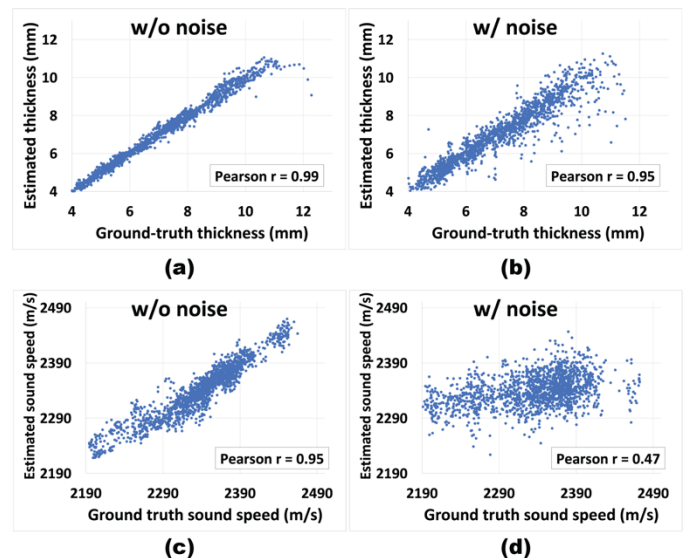 w/o noise
Estimated thickness (mm)
12
10
8
6
4
Pearson r = 0.99
4 6 8 10 12
Ground-truth thickness (mm)
(a)
w/ noise
Estimated thickness (mm)
12
10
8
6
4
Pearson r = 0.95
4 6 8 10 12
Ground-truth thickness (mm)
(b)
w/o noise
Estimated sound speed (m/s)
2490
2390
2290
2190
Pearson r = 0.95
2190 2290 2390 2490
Ground truth sound speed (m/s)
(c)
w/ noise
Estimated sound speed (m/s)
2490
2390
2290
2190
Pearson r = 0.47
2190 2290 2390 2490
Ground truth sound speed (m/s)
(d)